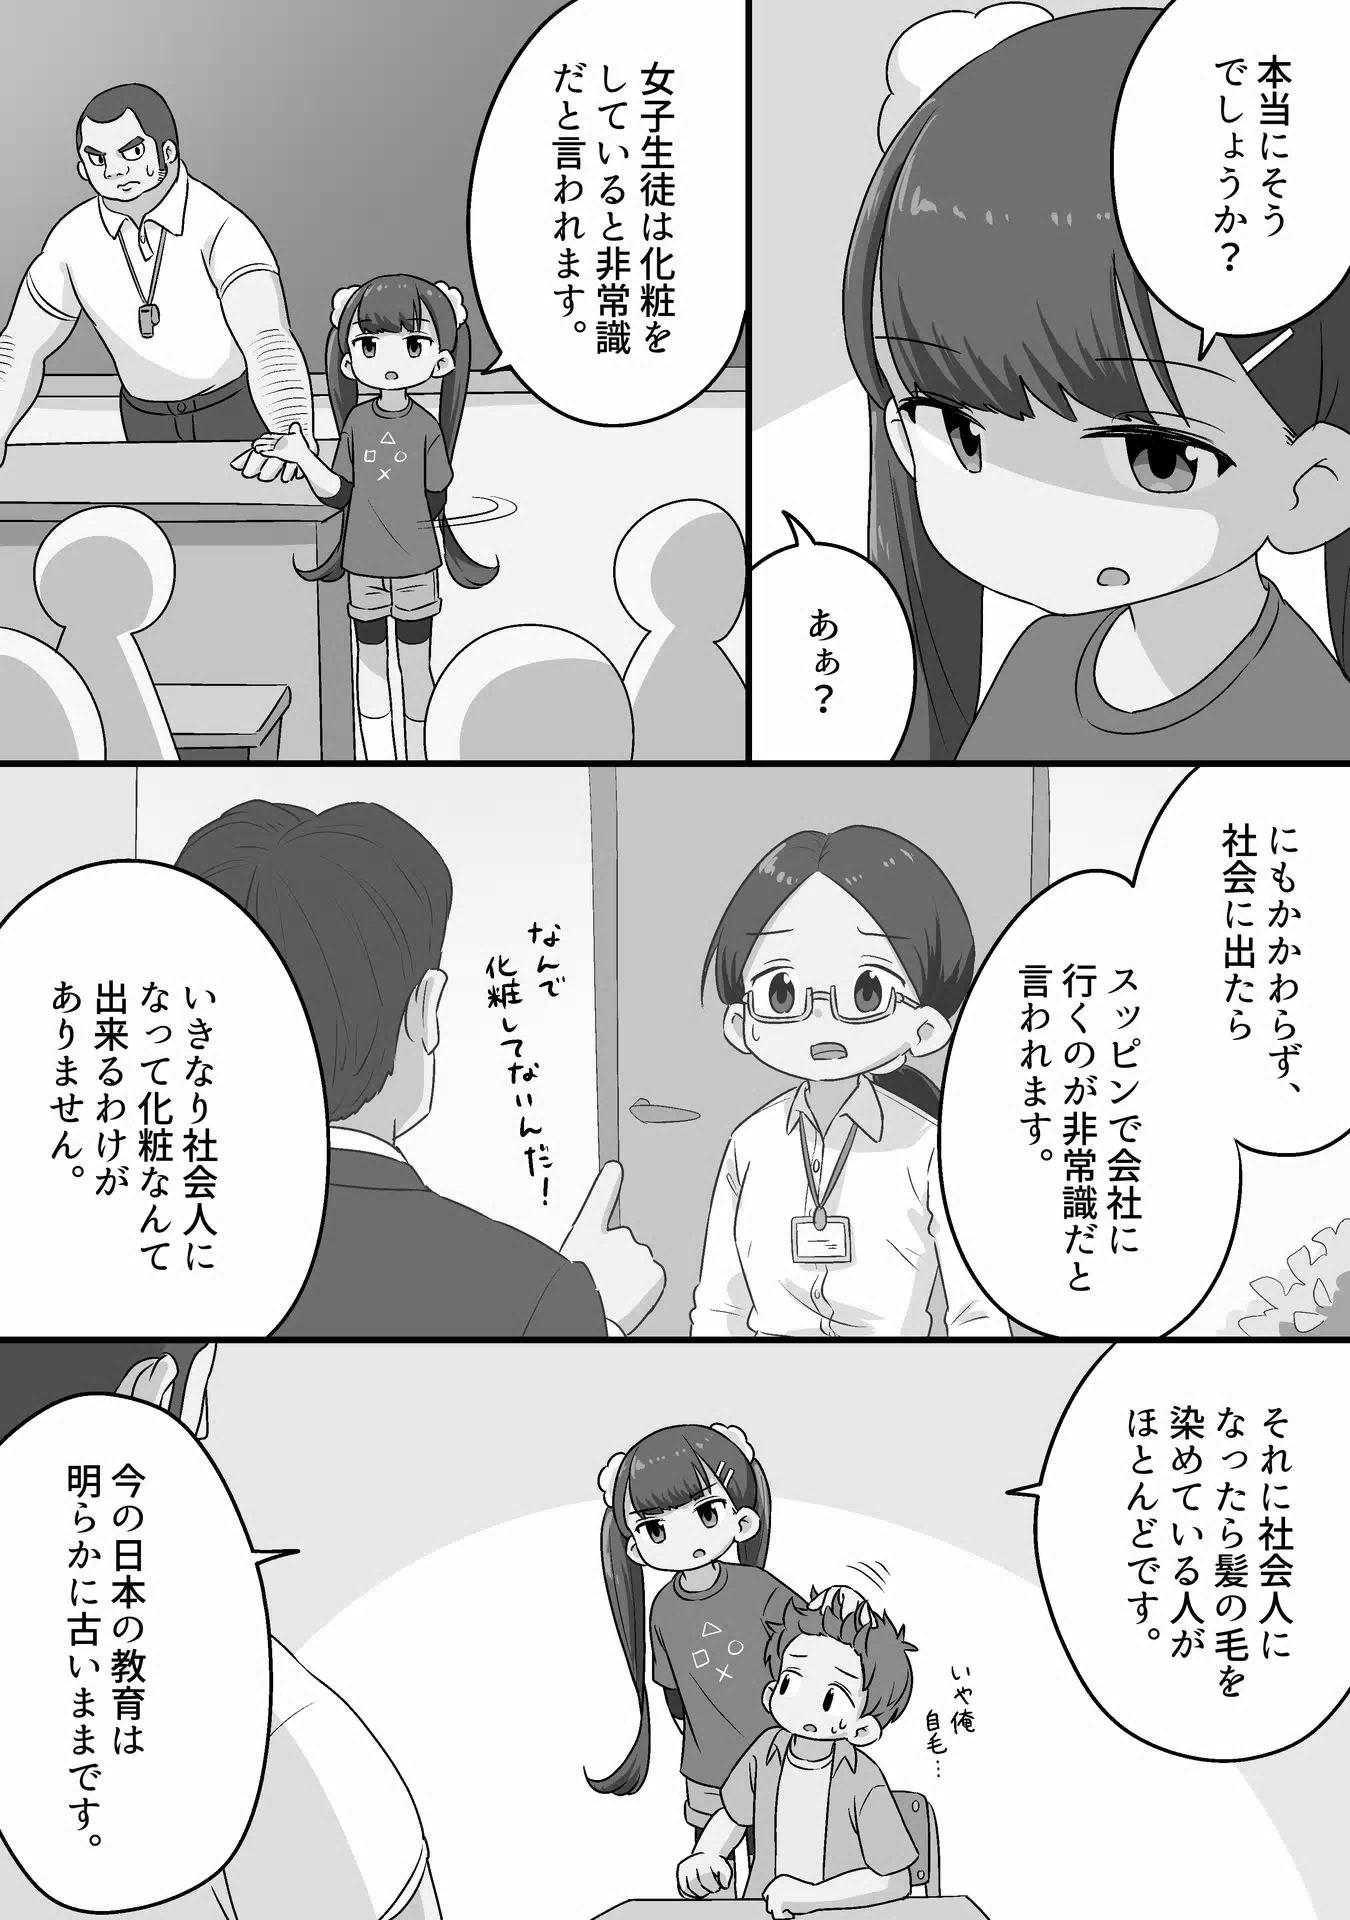 本当にそう
でしょうか？
あぁ？
女子生徒は化粧を
していると非常識
だと言われます。
にもかかわらず、
社会に出たら
スッピンで会社に
行くのが非常識だと
言われます。
なんで
化粧してないんだ！
いきなり社会人に
なって化粧なんて
出来るわけが
ありません。
それに社会人に
なったら髪の毛を
染めている人が
ほとんどです。
いや俺
自毛…
今の日本の教育は
明らかに古いままです。